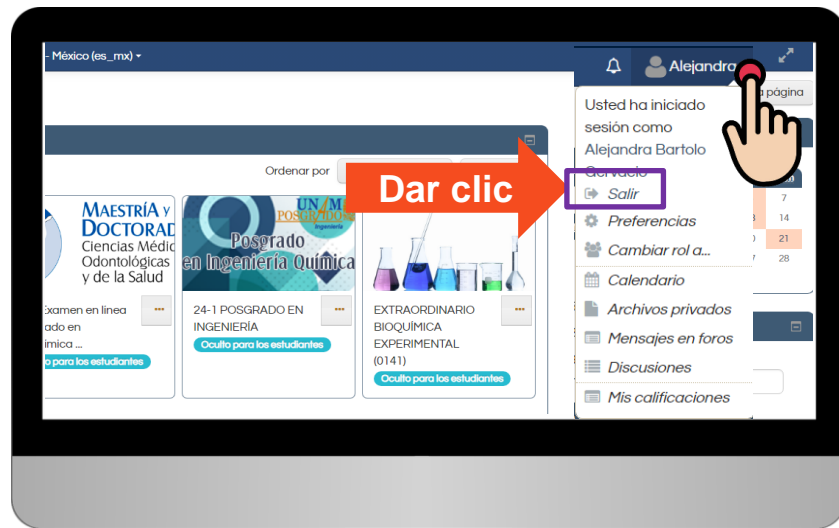 - México (es_mx)
Alejandra
a página
Usted ha iniciado
sesión como
Alejandra Bartolo
Gervacio
Salir
Preferencias
Cambiar rol a...
Calendario
Archivos privados
Mensajes en foros
Discusiones
Mis calificaciones
Ordenar por
Dar clic
7
14
21
28
MAESTRÍA Y
DOCTORAD
Ciencias Médic
Odontológicas
y de la Salud
Examen en linea
ado en
ímica ...
o para los estudiantes
UNAM
POSGRADO
Ingeniería
Posgrado
en Ingeniería Química
24-1 POSGRADO EN
INGENIERÍA
Oculto para los estudiantes
EXTRAORDINARIO
BIOQUÍMICA
EXPERIMENTAL
(0141)
Oculto para los estudiantes